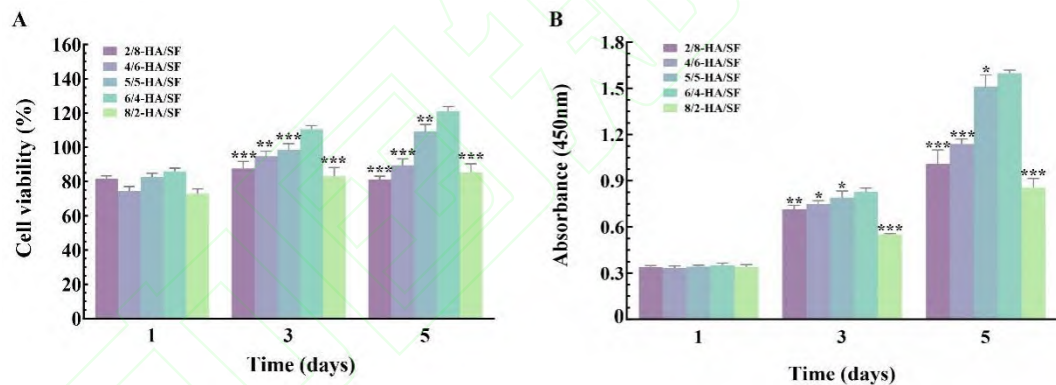 A
160
140
120
100
80
60
40
20
0
Cell viability (%)
2/8-HA/SF
4/6-HA/SF
5/5-HA/SF
6/4-HA/SF
8/2-HA/SF
*** ** *** ***
*** *** ** ***
1 3 5
Time (days)
B
1.8
1.5
1.2
0.9
0.6
0.3
0
Absorbance (450nm)
2/8-HA/SF
4/6-HA/SF
5/5-HA/SF
6/4-HA/SF
8/2-HA/SF
** * * ***
*** *** * ***
1 3 5
Time (days)